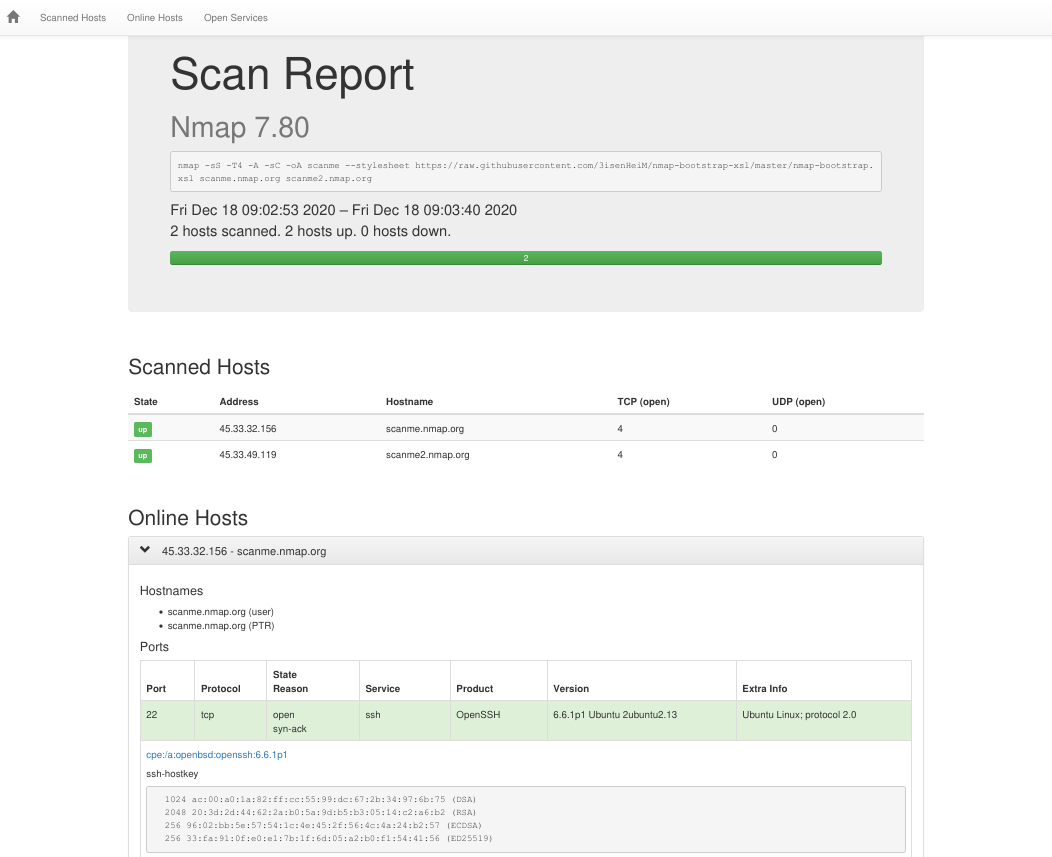 Scanned Hosts Online Hosts Open Services
Scan Report
Nmap 7.80
nmap -sS -T4 -A -sC -oA scanme --stylesheet https://raw.githubusercontent.com/3isenHeiM/nmap-bootstrap-xsl/master/nmap-bootstrap.
xsl scanme.nmap.org scanme2.nmap.org
Fri Dec 18 09:02:53 2020 – Fri Dec 18 09:03:40 2020
2 hosts scanned. 2 hosts up. 0 hosts down.
2
Scanned Hosts
State Address Hostname TCP (open) UDP (open)
up 45.33.32.156 scanme.nmap.org 4 0
up 45.33.49.119 scanme2.nmap.org 4 0
Online Hosts
45.33.32.156 - scanme.nmap.org
Hostnames
• scanme.nmap.org (user)
• scanme.nmap.org (PTR)
Ports
Port Protocol State Reason Service Product Version Extra Info
22 tcp open syn-ack ssh OpenSSH 6.6.1p1 Ubuntu 2ubuntu2.13 Ubuntu Linux; protocol 2.0
cpe:/a:openbsd:openssh:6.6.1p1
ssh-hostkey
1024 ac:00:a0:1a:82:ff:cc:55:99:dc:67:2b:34:97:6b:75 (DSA)
2048 20:3d:2d:44:62:2a:b0:5a:9d:b5:b3:05:14:c2:a6:b2 (RSA)
256 96:02:bb:5e:57:54:1c:4e:45:2f:56:4c:4a:24:b2:57 (ECDSA)
256 33:fa:91:0f:e0:e1:7b:1f:6d:05:a2:b0:f1:54:41:56 (ED25519)